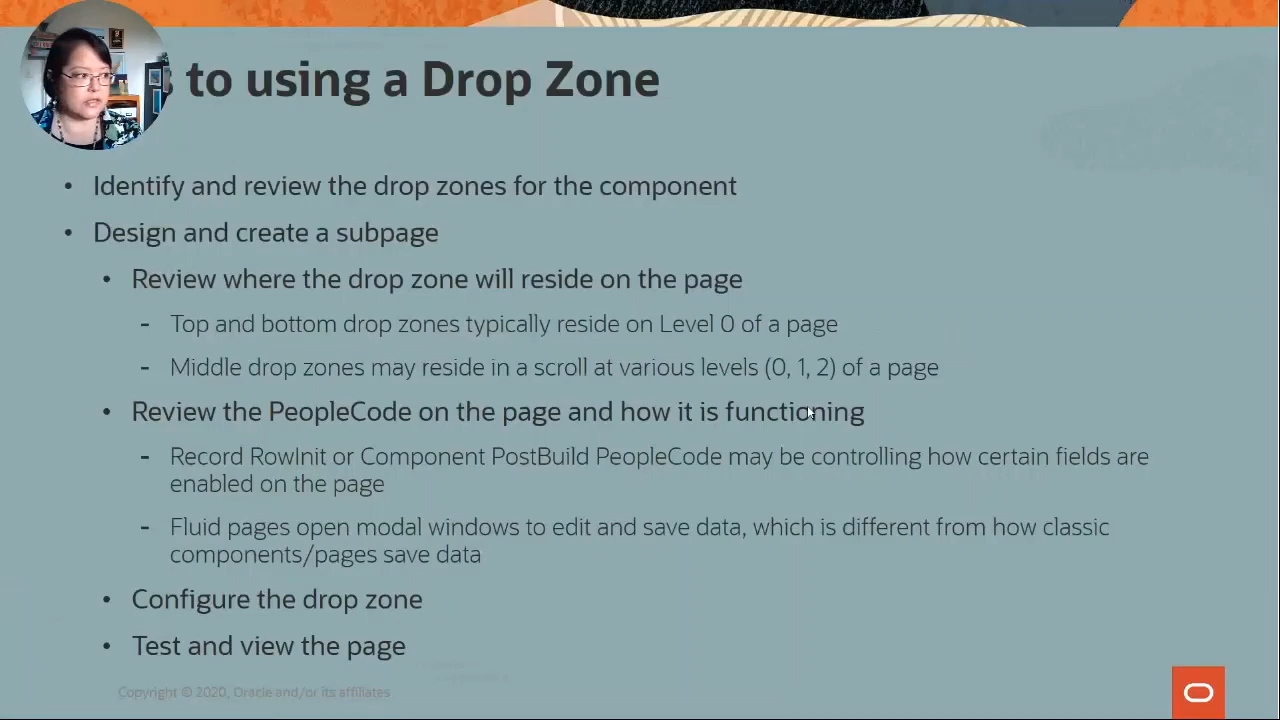 to using a Drop Zone
• Identify and review the drop zones for the component
• Design and create a subpage
• Review where the drop zone will reside on the page
- Top and bottom drop zones typically reside on Level 0 of a page
- Middle drop zones may reside in a scroll at various levels (0, 1, 2) of a page
• Review the PeopleCode on the page and how it is functioning
- Record RowInit or Component PostBuild PeopleCode may be controlling how certain fields are
enabled on the page
- Fluid pages open modal windows to edit and save data, which is different from how classic
components/pages save data
• Configure the drop zone
• Test and view the page
Copyright © 2020, Oracle and/or its affiliates